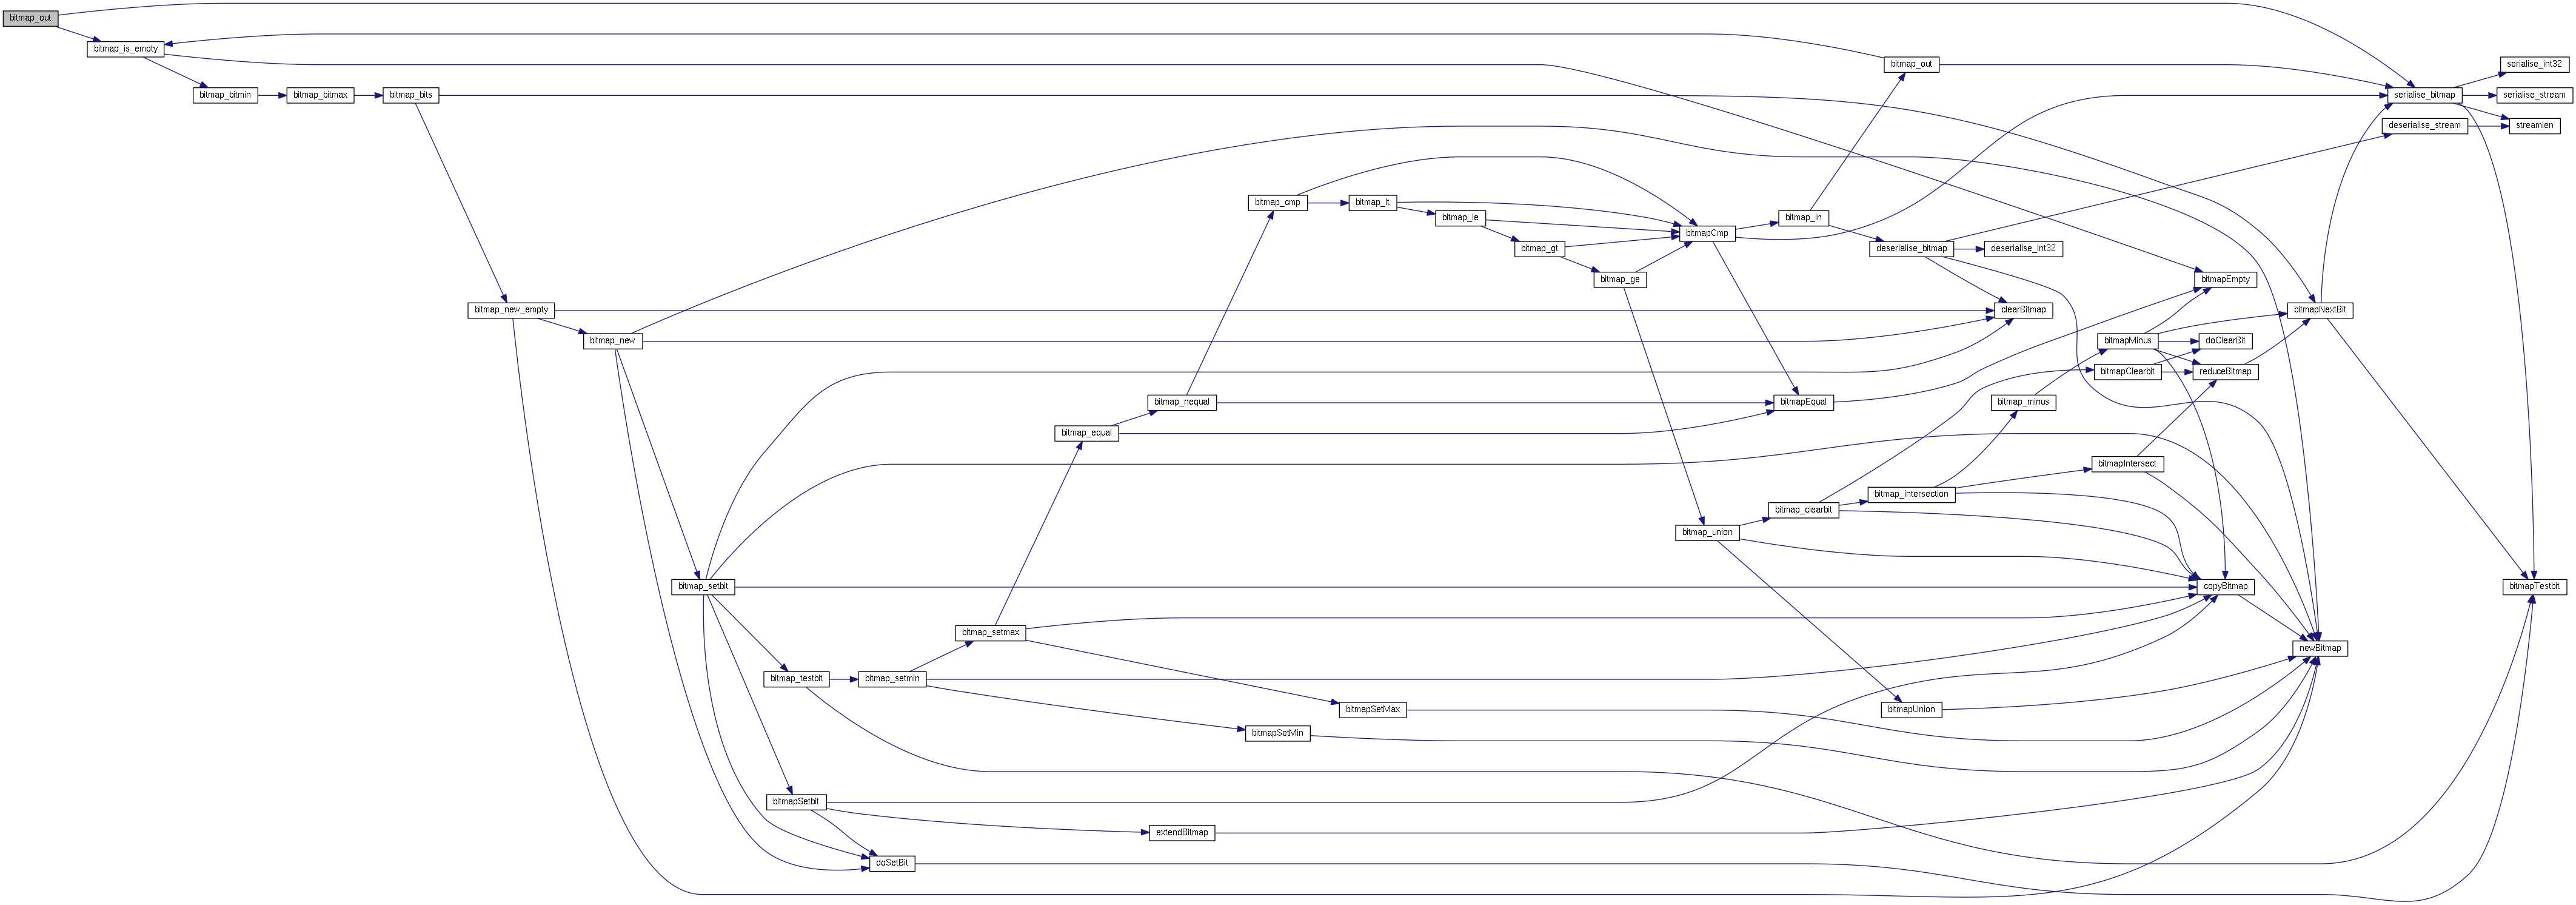 bitmap_out
bitmap_is_empty
bitmap_bitmin
bitmap_bitmax
bitmap_bits
bitmap_new_empty
bitmap_new
bitmap_setbit
bitmap_testbit
bitmapSetbit
doSetBit
bitmap_setmin
bitmap_setmax
bitmap_equal
extendBitmap
bitmap_nequal
bitmap_cmp
bitmapSetMin
bitmapSetMax
bitmap_lt
bitmap_le
bitmap_gt
bitmap_ge
bitmapCmp
bitmap_union
bitmap_in
bitmapEqual
bitmap_clearbit
bitmap_out
deserialise_bitmap
bitmap_intersection
bitmapUnion
deserialise_int32
clearBitmap
bitmap_minus
bitmapMinus
bitmapClearbit
bitmapIntersect
bitmapEmpty
doClearBit
reduceBitmap
copyBitmap
bitmapNextBit
newBitmap
serialise_bitmap
deserialise_stream
serialise_int32
serialise_stream
streamlen
bitmapTestbit